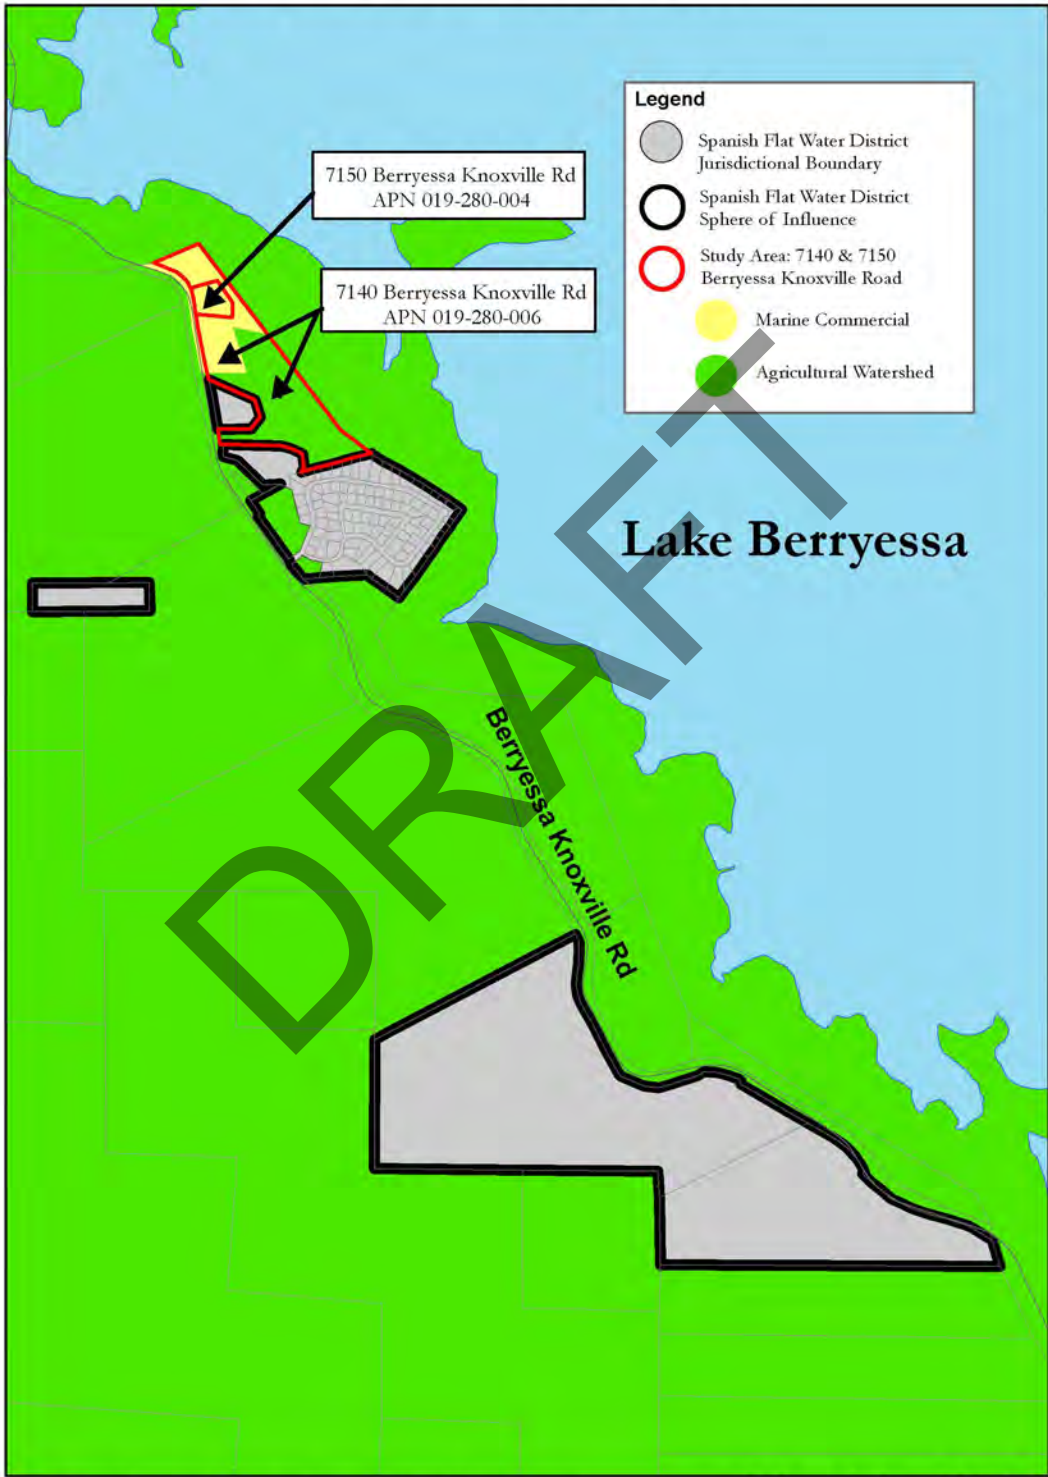 Legend
Spanish Flat Water District
Jurisdictional Boundary
Spanish Flat Water District
Sphere of Influence
Study Area: 7140 & 7150
Berryessa Knoxville Road
Marine Commercial
Agricultural Watershed
7150 Berryessa Knoxville Rd
APN 019-280-004
7140 Berryessa Knoxville Rd
APN 019-280-006
Lake Berryessa
Berryessa Knoxville Rd
DRAFT